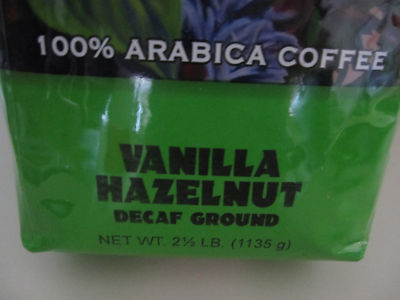 100% ARABICA COFFEE
VANILLA
HAZELNUT
DECAF GROUND
NET WT. 2½ LB. (1135 g)